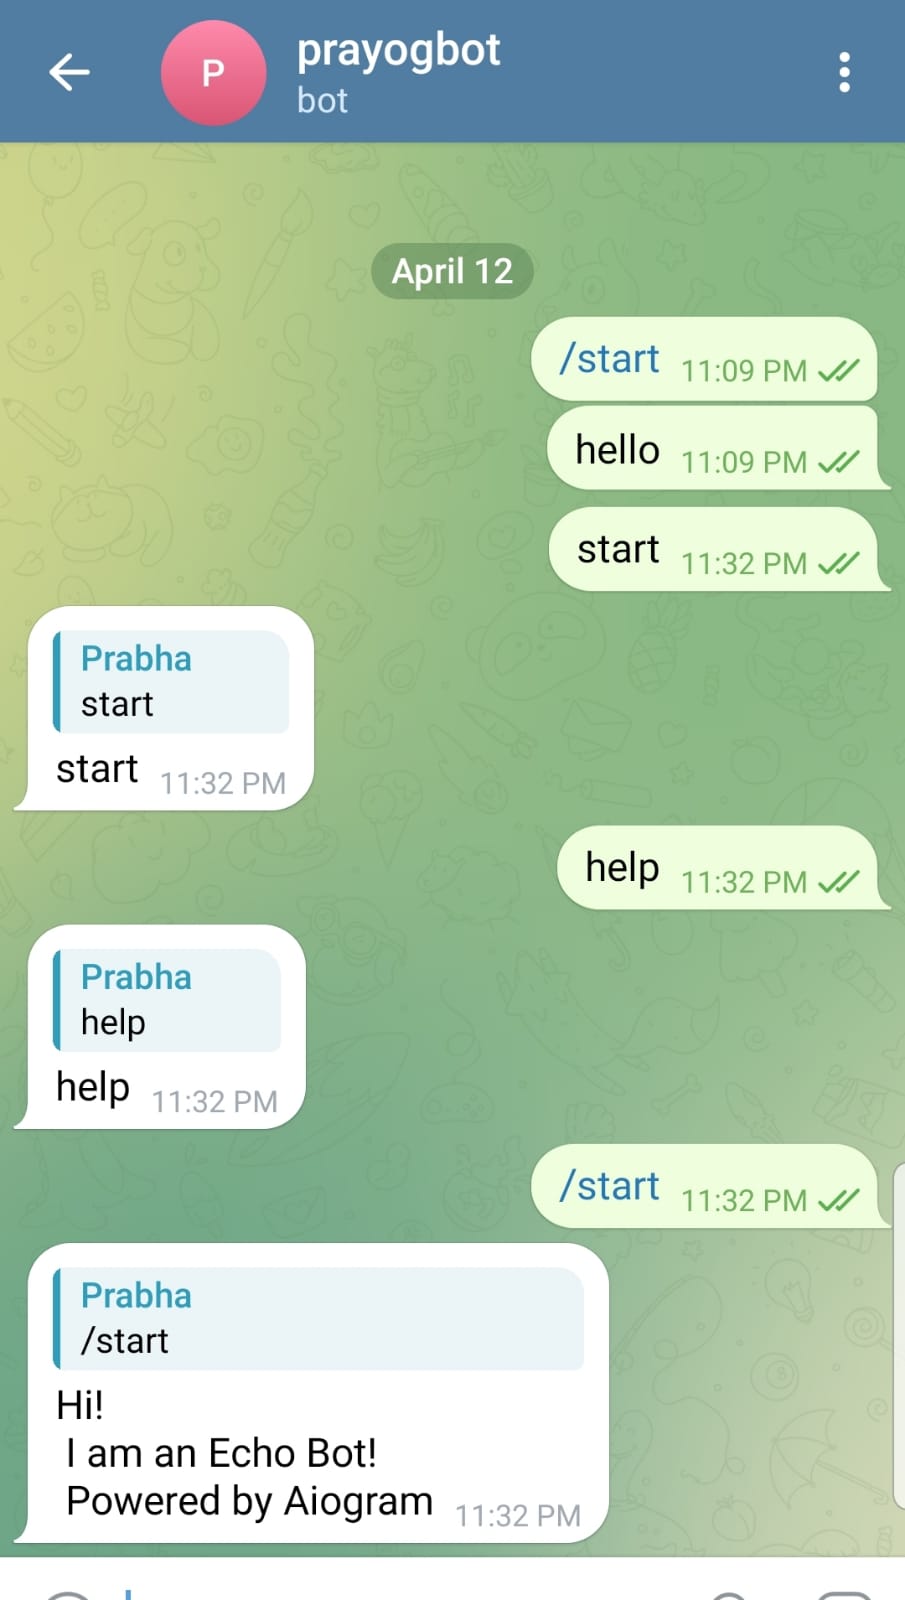 P
prayogbot
bot
April 12
/start 11:09 PM
hello 11:09 PM
start 11:32 PM
Prabha
start
start 11:32 PM
help 11:32 PM
Prabha
help
help 11:32 PM
/start 11:32 PM
Prabha
/start
Hi!
I am an Echo Bot!
Powered by Aiogram 11:32 PM